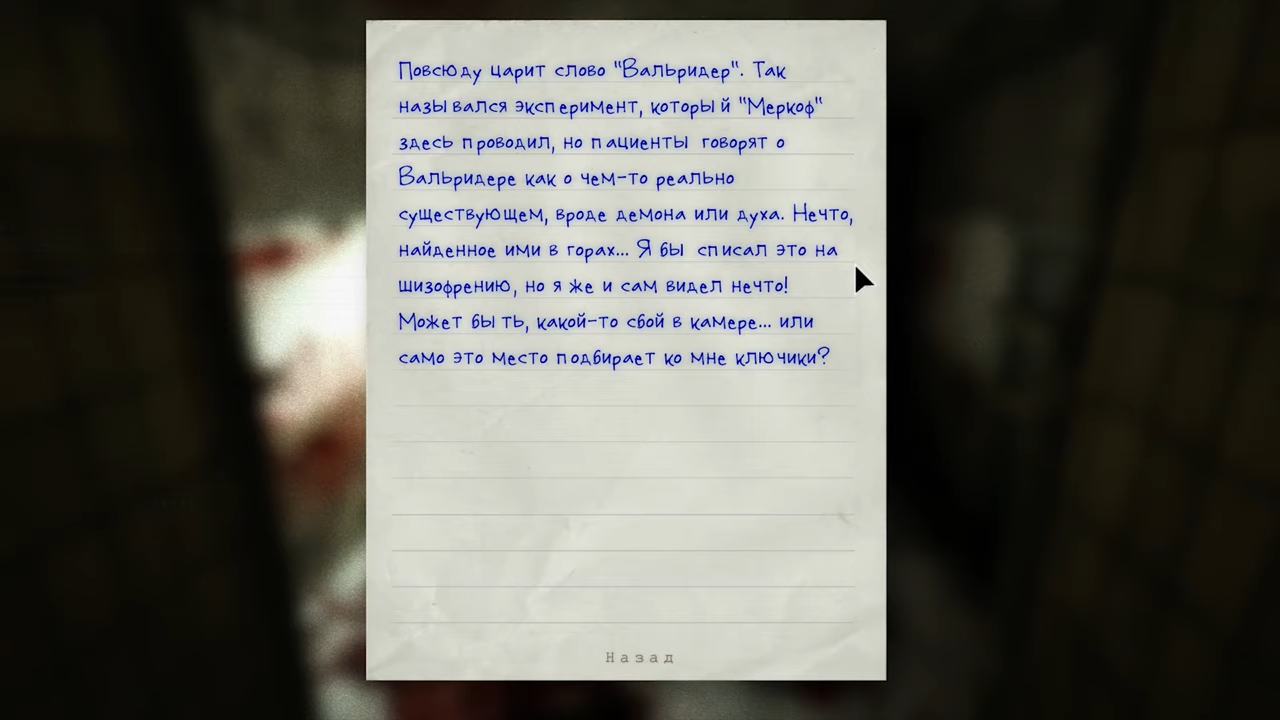 Повсюду царит слово "Вальридер". Так
назывался эксперимент, который "Меркоф"
здесь проводил, но пациенты говорят о
Вальридере как о чем-то реально
существующем, вроде демона или духа. Нечто,
найденное ими в горах... Я бы списал это на
шизофрению, но я же и сам видел нечто!
Может быть, какой-то сбой в камере... или
само это место подбирает ко мне ключики?
Назад